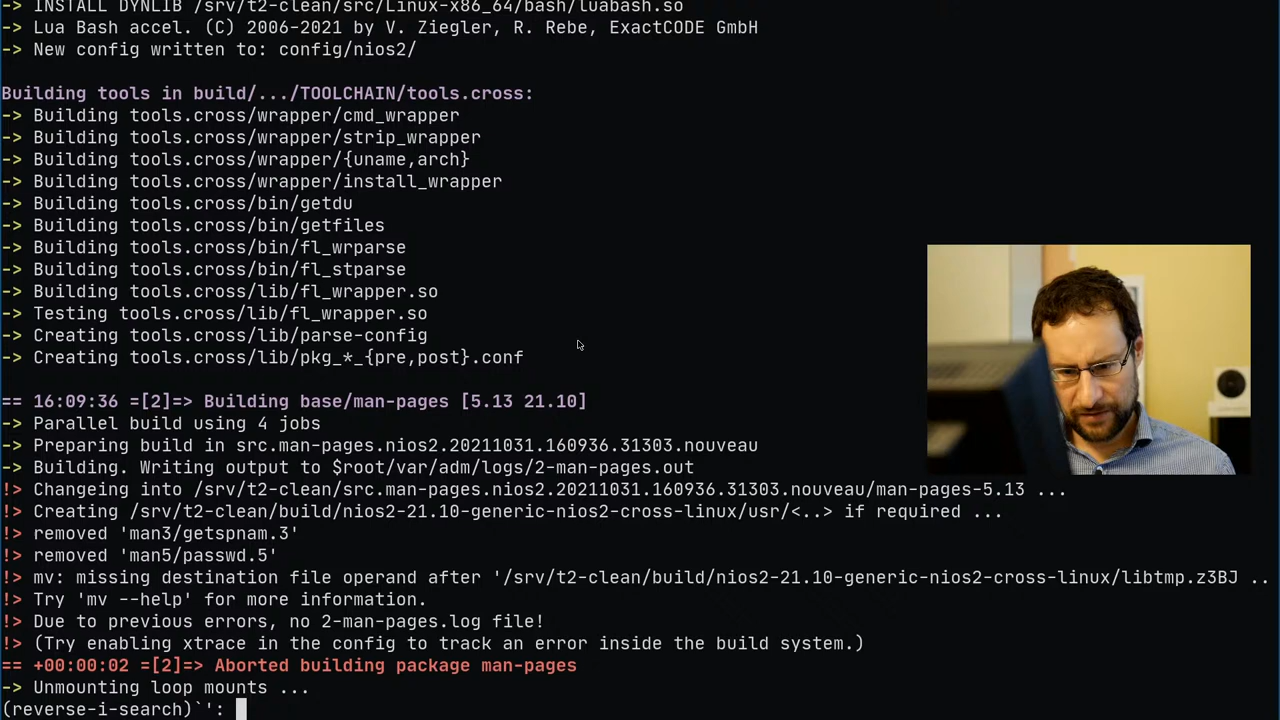 -> INSTALL DYNLIB /srv/t2-clean/src/Linux-x86_64/bash/luabash.so
-> Lua Bash accel. (C) 2006-2021 by V. Ziegler, R. Rebe, ExactCODE GmbH
-> New config written to: config/nios2/
Building tools in build/.../TOOLCHAIN/tools.cross:
-> Building tools.cross/wrapper/cmd_wrapper
-> Building tools.cross/wrapper/strip_wrapper
-> Building tools.cross/wrapper/{uname,arch}
-> Building tools.cross/wrapper/install_wrapper
-> Building tools.cross/bin/getdu
-> Building tools.cross/bin/getfiles
-> Building tools.cross/bin/fl_wrparse
-> Building tools.cross/bin/fl_stparse
-> Building tools.cross/lib/fl_wrapper.so
-> Testing tools.cross/lib/fl_wrapper.so
-> Creating tools.cross/lib/parse-config
-> Creating tools.cross/lib/pkg_*_{pre,post}.conf
== 16:09:36 =[2]=> Building base/man-pages [5.13 21.10]
-> Parallel build using 4 jobs
-> Preparing build in src.man-pages.nios2.20211031.160936.31303.nouveau
-> Building. Writing output to $root/var/adm/logs/2-man-pages.out
!> Changeing into /srv/t2-clean/src.man-pages.nios2.20211031.160936.31303.nouveau/man-pages-5.13 ...
!> Creating /srv/t2-clean/build/nios2-21.10-generic-nios2-cross-linux/usr/<..> if required ...
!> removed 'man3/getspnam.3'
!> removed 'man5/passwd.5'
!> mv: missing destination file operand after '/srv/t2-clean/build/nios2-21.10-generic-nios2-cross-linux/libtmp.z3BJ ..
!> Try 'mv --help' for more information.
!> Due to previous errors, no 2-man-pages.log file!
!> (Try enabling xtrace in the config to track an error inside the build system.)
== +00:00:02 =[2]=> Aborted building package man-pages
-> Unmounting loop mounts ...
(reverse-i-search)`':